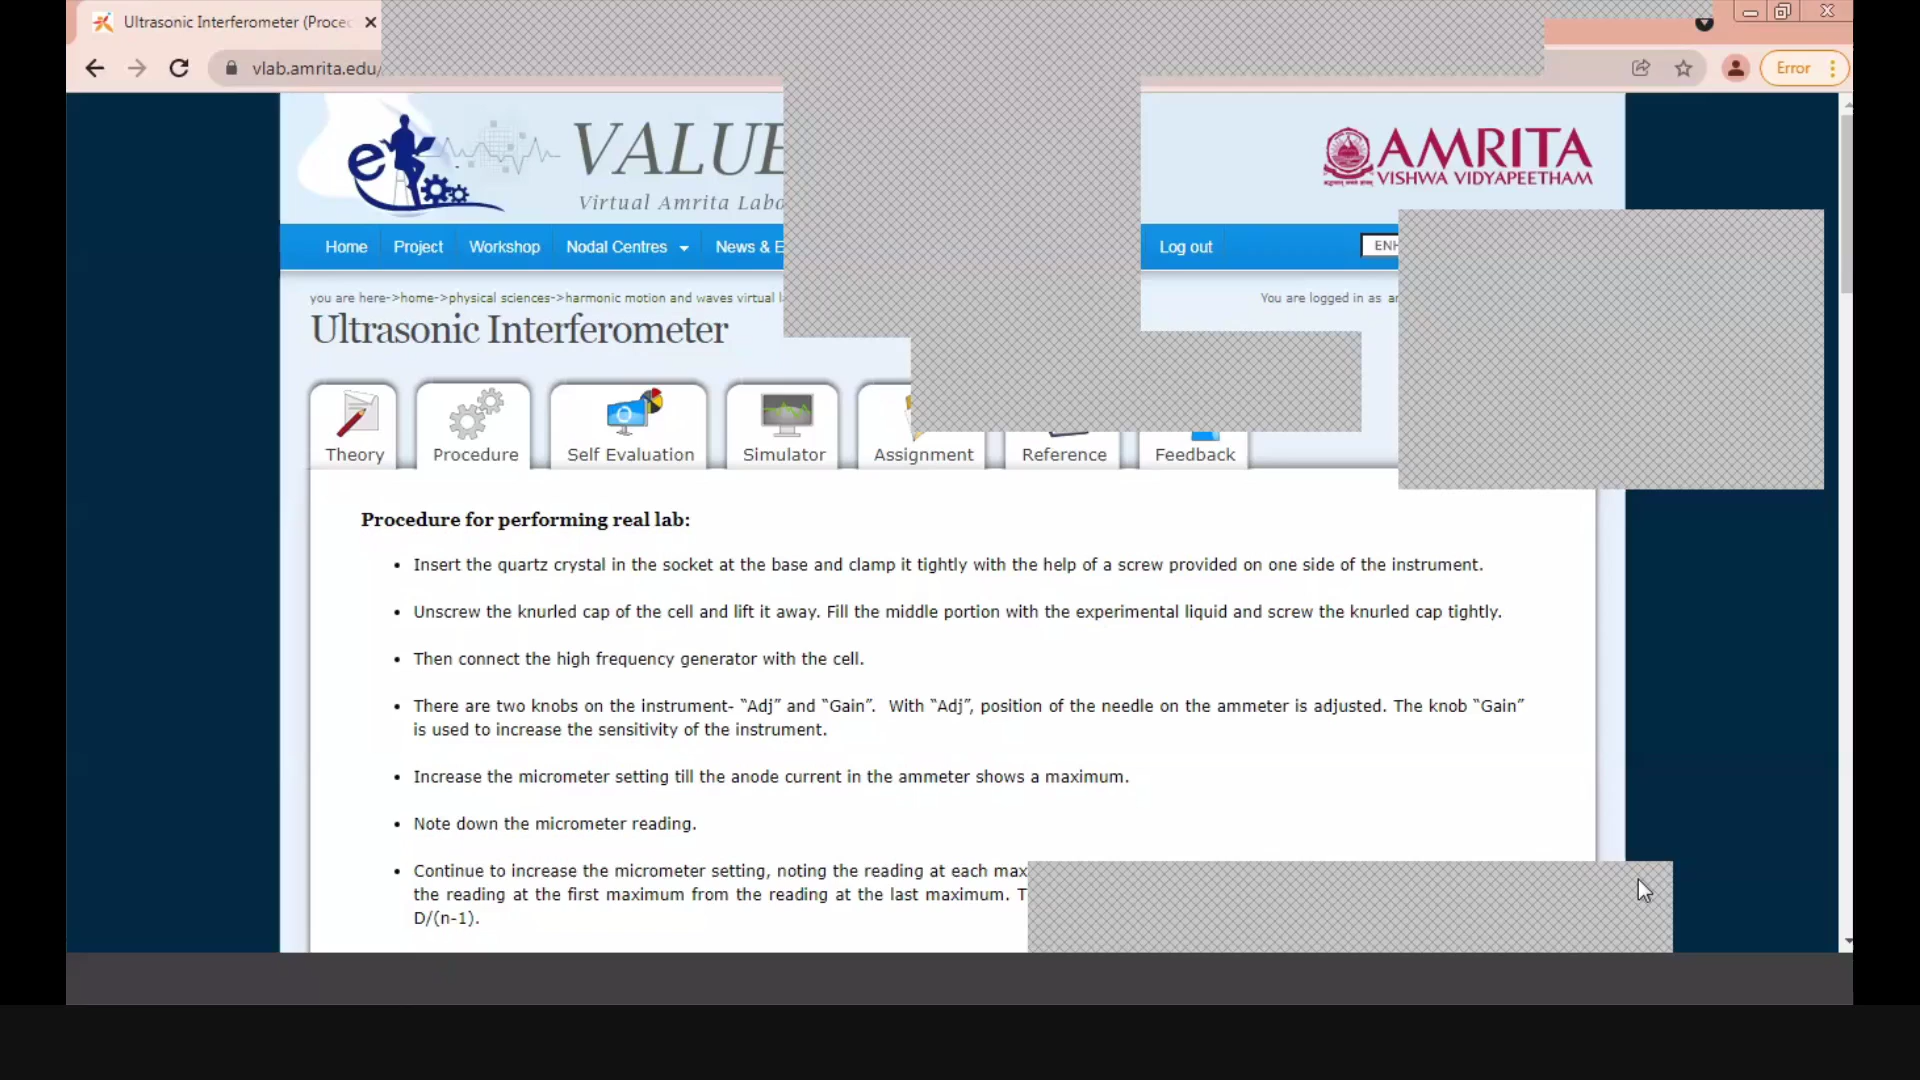 Ultrasonic Interferometer (Proce
vlab.amrita.edu/
Error
VALUE
Virtual Amrita Labo
AMRITA
VISHWA VIDYAPEETHAM
Home Project Workshop Nodal Centres News & E Log out ENH
you are here->home->physical sciences->harmonic motion and waves virtual l
You are logged in as
Ultrasonic Interferometer
Theory Procedure Self Evaluation Simulator Assignment Reference Feedback
Procedure for performing real lab:
• Insert the quartz crystal in the socket at the base and clamp it tightly with the help of a screw provided on one side of the instrument.
• Unscrew the knurled cap of the cell and lift it away. Fill the middle portion with the experimental liquid and screw the knurled cap tightly.
• Then connect the high frequency generator with the cell.
• There are two knobs on the instrument- “Adj” and “Gain”. With “Adj”, position of the needle on the ammeter is adjusted. The knob “Gain”
is used to increase the sensitivity of the instrument.
• Increase the micrometer setting till the anode current in the ammeter shows a maximum.
• Note down the micrometer reading.
• Continue to increase the micrometer setting, noting the reading at each max
the reading at the first maximum from the reading at the last maximum. T
D/(n-1).